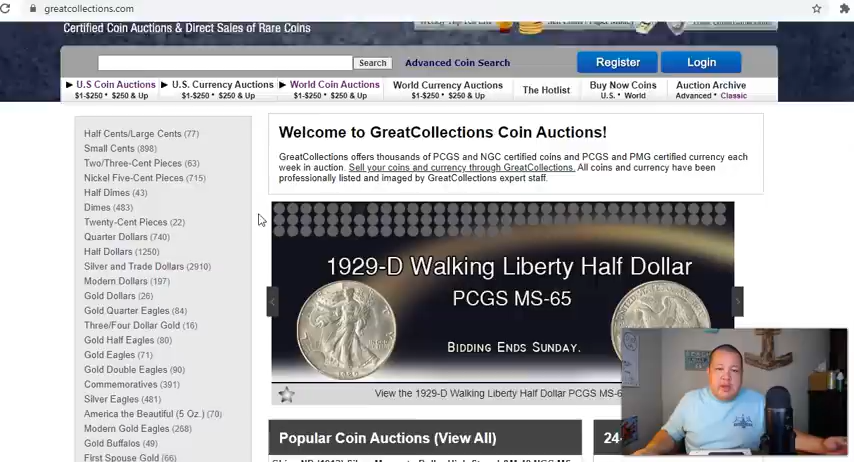 greatcollections.com
Certified Coin Auctions & Direct Sales of Rare Coins
Search
Advanced Coin Search
Register
Login
U.S Coin Auctions
U.S. Currency Auctions
World Coin Auctions
World Currency Auctions
The Hotlist
Buy Now Coins
Auction Archive
$1-$250 • $250 & Up
$1-$250 • $250 & Up
$1-$250 • $250 & Up
$1-$250 • $250 & Up
U.S. • World
Advanced • Classic
Half Cents/Large Cents (77)
Small Cents (898)
Two/Three-Cent Pieces (63)
Nickel Five-Cent Pieces (715)
Half Dimes (43)
Dimes (483)
Twenty-Cent Pieces (22)
Quarter Dollars (740)
Half Dollars (1250)
Silver and Trade Dollars (2910)
Modern Dollars (197)
Gold Dollars (26)
Gold Quarter Eagles (84)
Three/Four Dollar Gold (16)
Gold Half Eagles (80)
Gold Eagles (71)
Gold Double Eagles (90)
Commemoratives (391)
Silver Eagles (481)
America the Beautiful (5 Oz.) (70)
Modern Gold Eagles (268)
Gold Buffalos (49)
First Spouse Gold (66)
Welcome to GreatCollections Coin Auctions!
GreatCollections offers thousands of PCGS and NGC certified coins and PCGS and PMG certified currency each
week in auction. Sell your coins and currency through GreatCollections. All coins and currency have been
professionally listed and imaged by GreatCollections expert staff.
1929-D Walking Liberty Half Dollar
PCGS MS-65
Bidding Ends Sunday.
View the 1929-D Walking Liberty Half Dollar PCGS MS-6
Popular Coin Auctions (View All)
24-